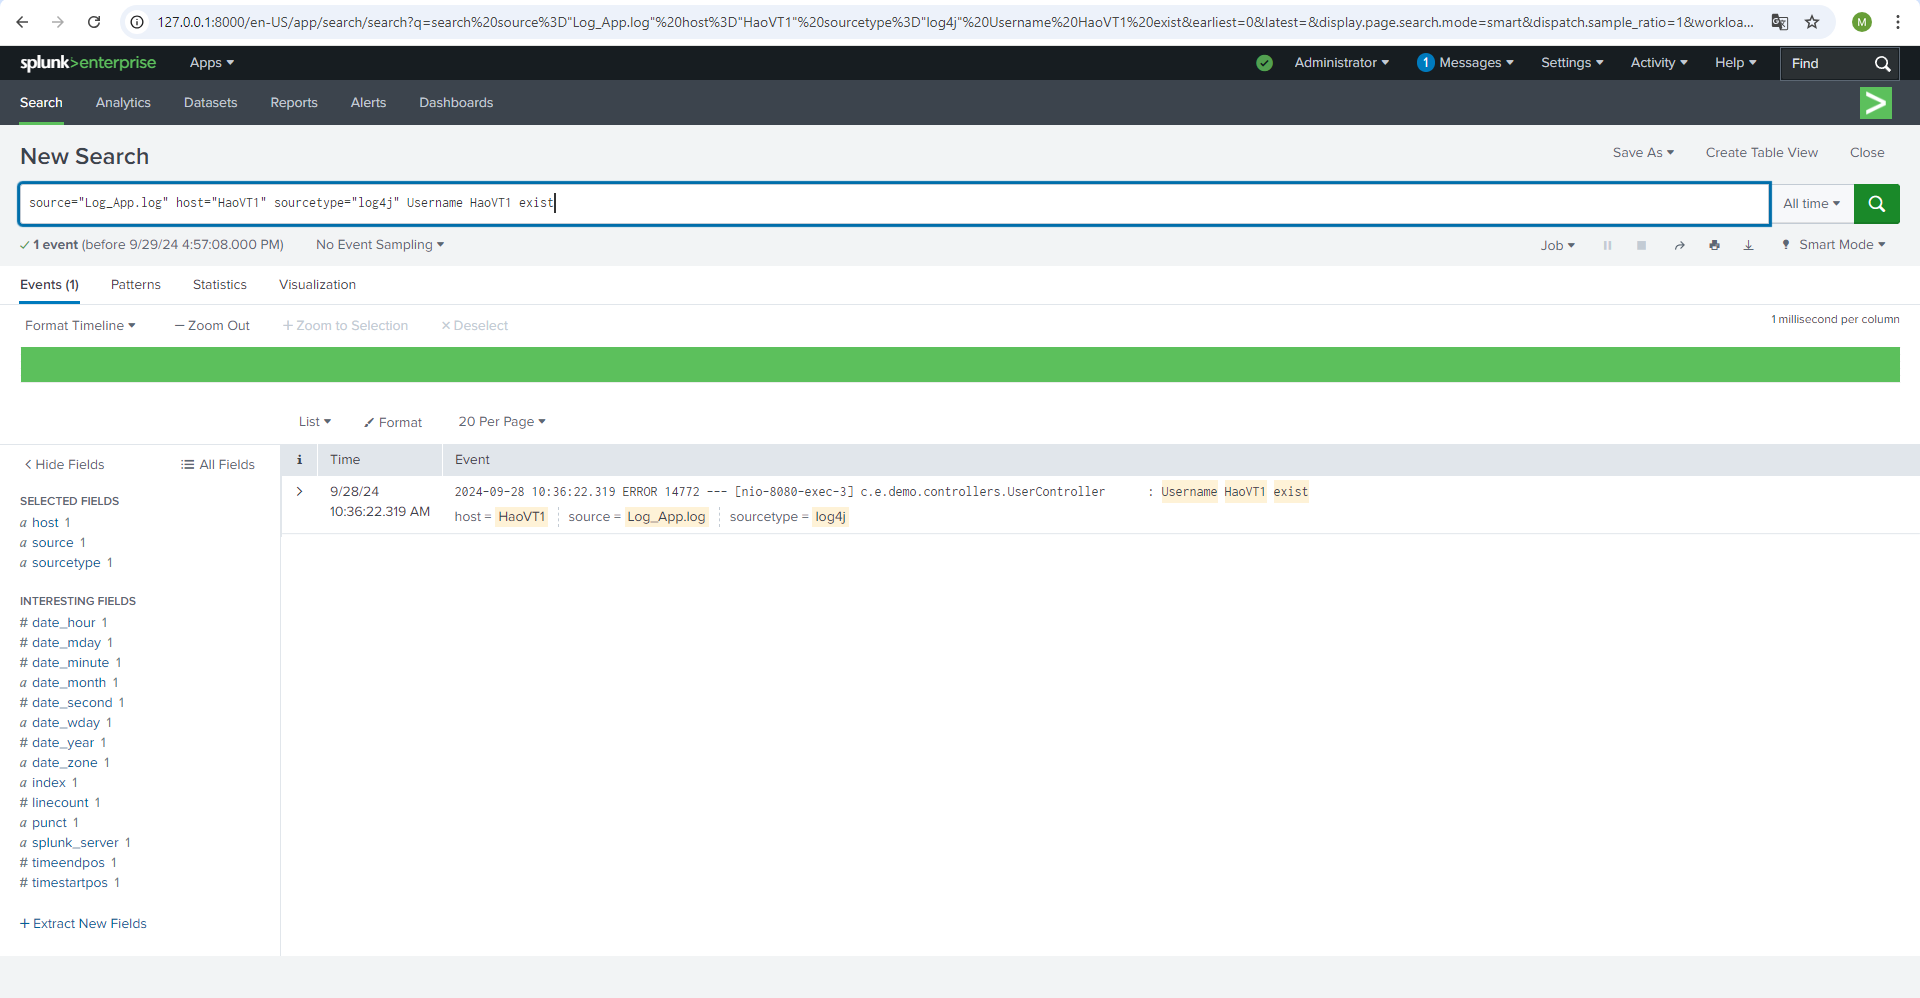 127.0.0.1:8000/en-US/app/search/search?q=search%20source%3D"Log_App.log"%20host%3D"HaoVT1"%20sourcetype%3D"log4j"%20Username%20HaoVT1%20exist&earliest=0&latest=&display.page.search.mode=smart&dispatch.sample_ratio=1&workloa... M
splunk>enterprise Apps Administrator 1 Messages Settings Activity Help Find
Search Analytics Datasets Reports Alerts Dashboards
New Search Save As Create Table View Close
source="Log_App.log" host="HaoVT1" sourcetype="log4j" Username HaoVT1 exist All time
1 event (before 9/29/24 4:57:08.000 PM) No Event Sampling Job Smart Mode
Events (1) Patterns Statistics Visualization
Format Timeline — Zoom Out + Zoom to Selection × Deselect 1 millisecond per column
List Format 20 Per Page
< Hide Fields All Fields i Time Event
9/28/24 2024-09-28 10:36:22.319 ERROR 14772 --- [nio-8080-exec-3] c.e.demo.controllers.UserController : Username HaoVT1 exist
10:36:22.319 AM host = HaoVT1 source = Log_App.log sourcetype = log4j
SELECTED FIELDS
a host 1
a source 1
a sourcetype 1
INTERESTING FIELDS
# date_hour 1
# date_mday 1
# date_minute 1
a date_month 1
# date_second 1
a date_wday 1
# date_year 1
a date_zone 1
a index 1
# linecount 1
a punct 1
a splunk_server 1
# timeendpos 1
# timestartpos 1
+ Extract New Fields